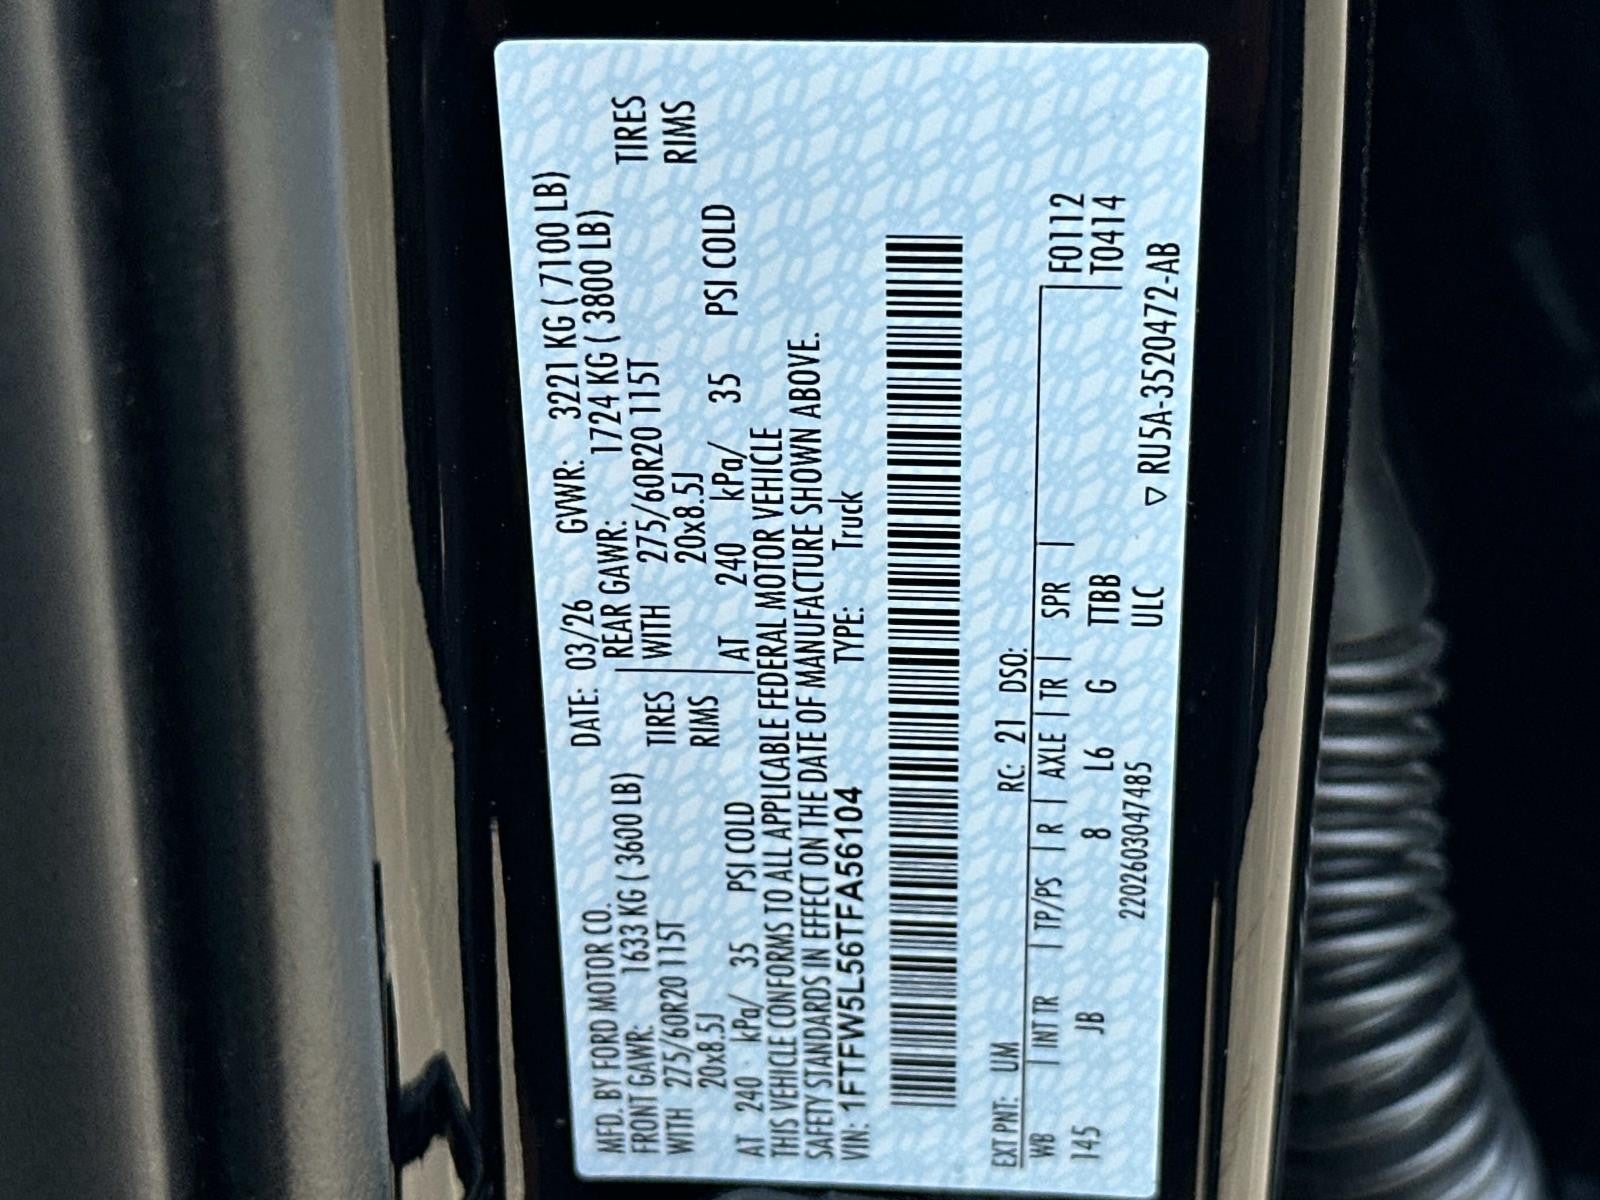 MFD. BY FORD MOTOR CO.
DATE: 03/26 GVWR: 3221 KG ( 7100 LB)
FRONT GAWR: 1633 KG ( 3600 LB) REAR GAWR: 1724 KG ( 3800 LB)
WITH 275/60R20 115T TIRES WITH 275/60R20 115T TIRES
20x8.5J RIMS 20x8.5J RIMS
AT 240 kPa/ 35 PSI COLD AT 240 kPa/ 35 PSI COLD
THIS VEHICLE CONFORMS TO ALL APPLICABLE FEDERAL MOTOR VEHICLE
SAFETY STANDARDS IN EFFECT ON THE DATE OF MANUFACTURE SHOWN ABOVE.
VIN: 1FTFW5L56TFA56104 TYPE: Truck
EXT PNT: UM RC: 21 DSO:
WB | INT TR | TP/PS | R | AXLE | TR | SPR | F0112
145 JB 8 L6 G TTBB T0414
2202603047485 ULC
▽ RU5A-3520472-AB